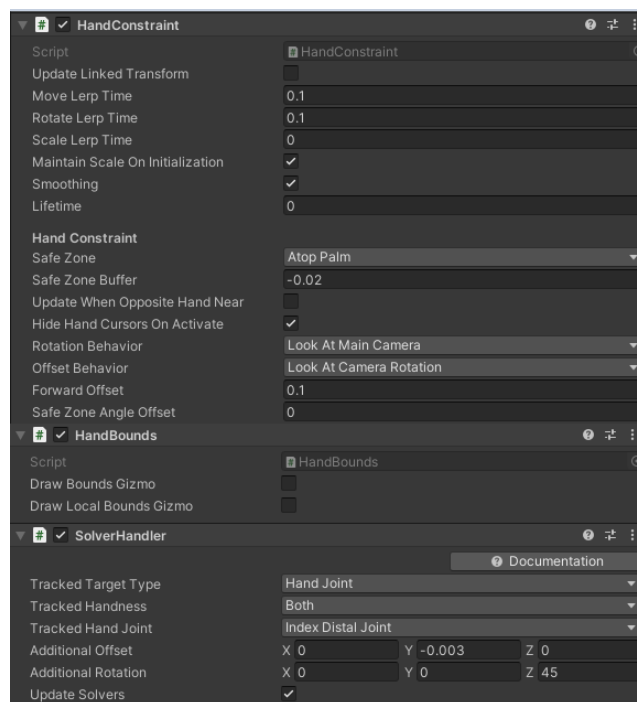 HandConstraint
Script HandConstraint
Update Linked Transform
Move Lerp Time 0.1
Rotate Lerp Time 0.1
Scale Lerp Time 0
Maintain Scale On Initialization
Smoothing
Lifetime 0
Hand Constraint
Safe Zone Atop Palm
Safe Zone Buffer -0.02
Update When Opposite Hand Near
Hide Hand Cursors On Activate
Rotation Behavior Look At Main Camera
Offset Behavior Look At Camera Rotation
Forward Offset 0.1
Safe Zone Angle Offset 0
HandBounds
Script HandBounds
Draw Bounds Gizmo
Draw Local Bounds Gizmo
SolverHandler
Documentation
Tracked Target Type Hand Joint
Tracked Handness Both
Tracked Hand Joint Index Distal Joint
Additional Offset X 0 Y -0.003 Z 0
Additional Rotation X 0 Y 0 Z 45
Update Solvers